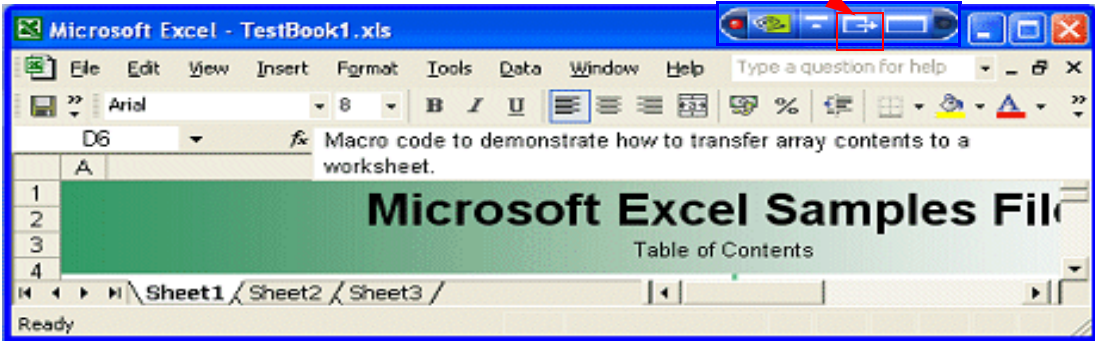 Microsoft Excel - TestBook1.xls
File Edit View Insert Format Tools Data Window Help Type a question for help
Arial 8 B I U %
D6 fx Macro code to demonstrate how to transfer array contents to a
worksheet.
A
1
2 Microsoft Excel Samples File
3 Table of Contents
4
Sheet1 Sheet2 Sheet3
Ready